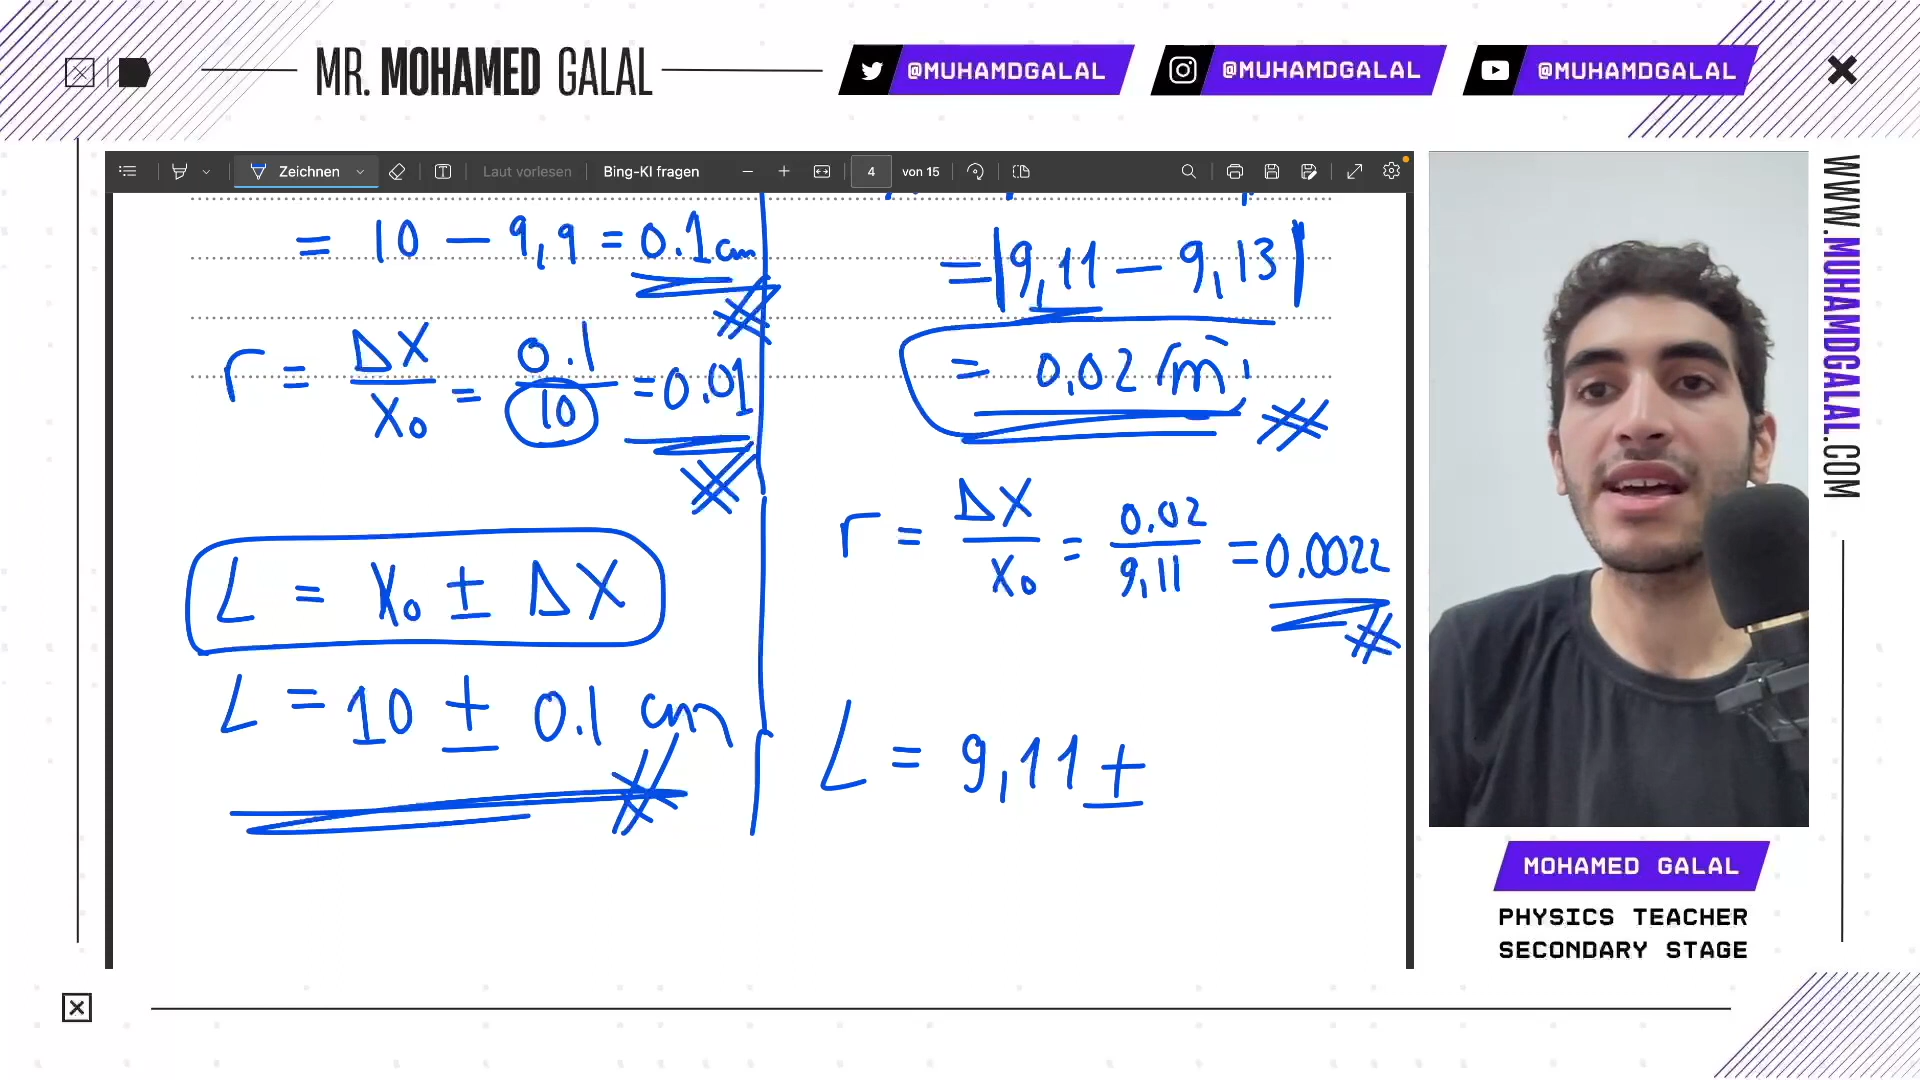 MR. MOHAMED GALAL
@MUHAMDGALAL
@MUHAMDGALAL
@MUHAMDGALAL
Zeichnen
Laut vorlesen
Bing-KI fragen
4
von 15
= 10 — 9,9 = 0.1 cm
r = ΔX / X₀ = 0.1 / 10 = 0.01
L = X₀ ± ΔX
L = 10 ± 0.1 cm
= |9,11 — 9,13|
= 0,02 m
r = ΔX / X₀ = 0.02 / 9,11 = 0.0022
L = 9,11 ±
WWW.MUHAMDGALAL.COM
MOHAMED GALAL
PHYSICS TEACHER
SECONDARY STAGE